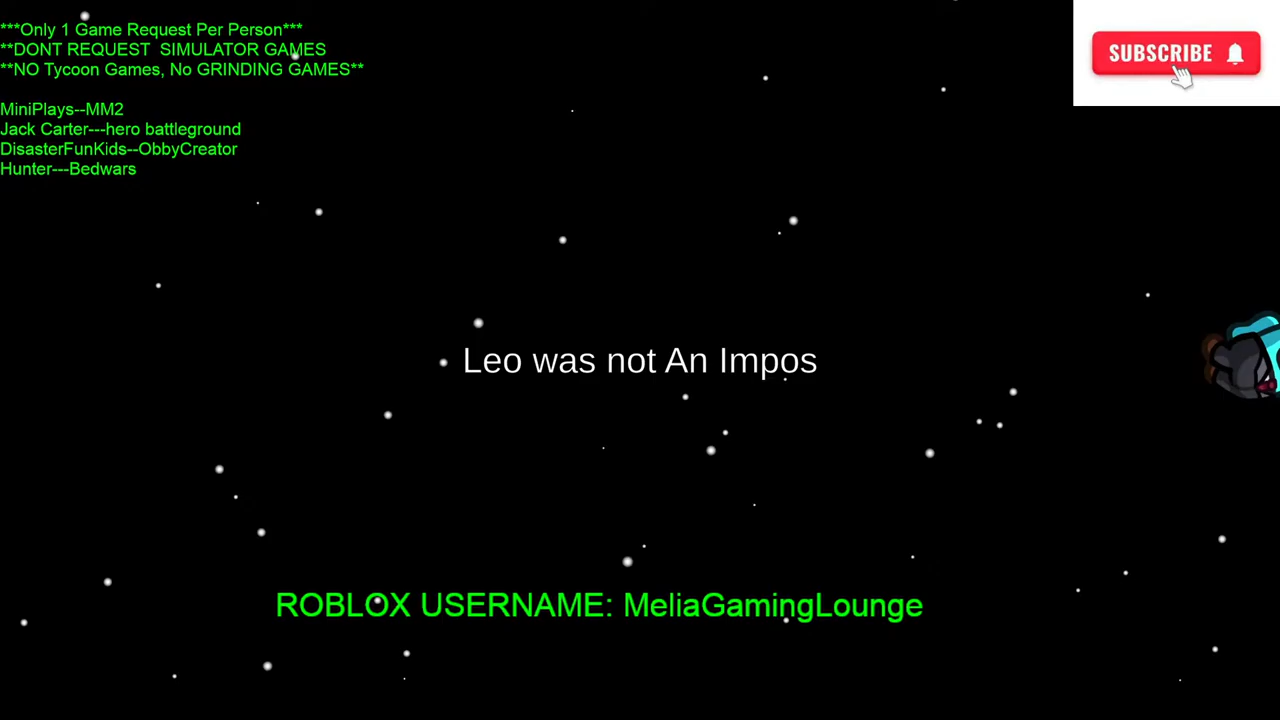 ***Only 1 Game Request Per Person***
**DONT REQUEST  SIMULATOR GAMES
**NO Tycoon Games, No GRINDING GAMES**
MiniPlays--MM2
Jack Carter---hero battleground
DisasterFunKids--ObbyCreator
Hunter---Bedwars
SUBSCRIBE
Leo was not An Impos
ROBLOX USERNAME: MeliaGamingLounge